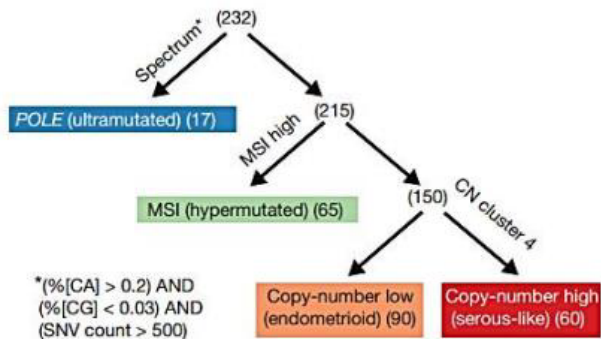 (232)
Spectrum*
POLE (ultramutated) (17)
(215)
MSI high
MSI (hypermutated) (65)
(150)
CN cluster 4
*(%[CA] > 0.2) AND
(%[CG] < 0.03) AND
(SNV count > 500)
Copy-number low
(endometrioid) (90)
Copy-number high
(serous-like) (60)